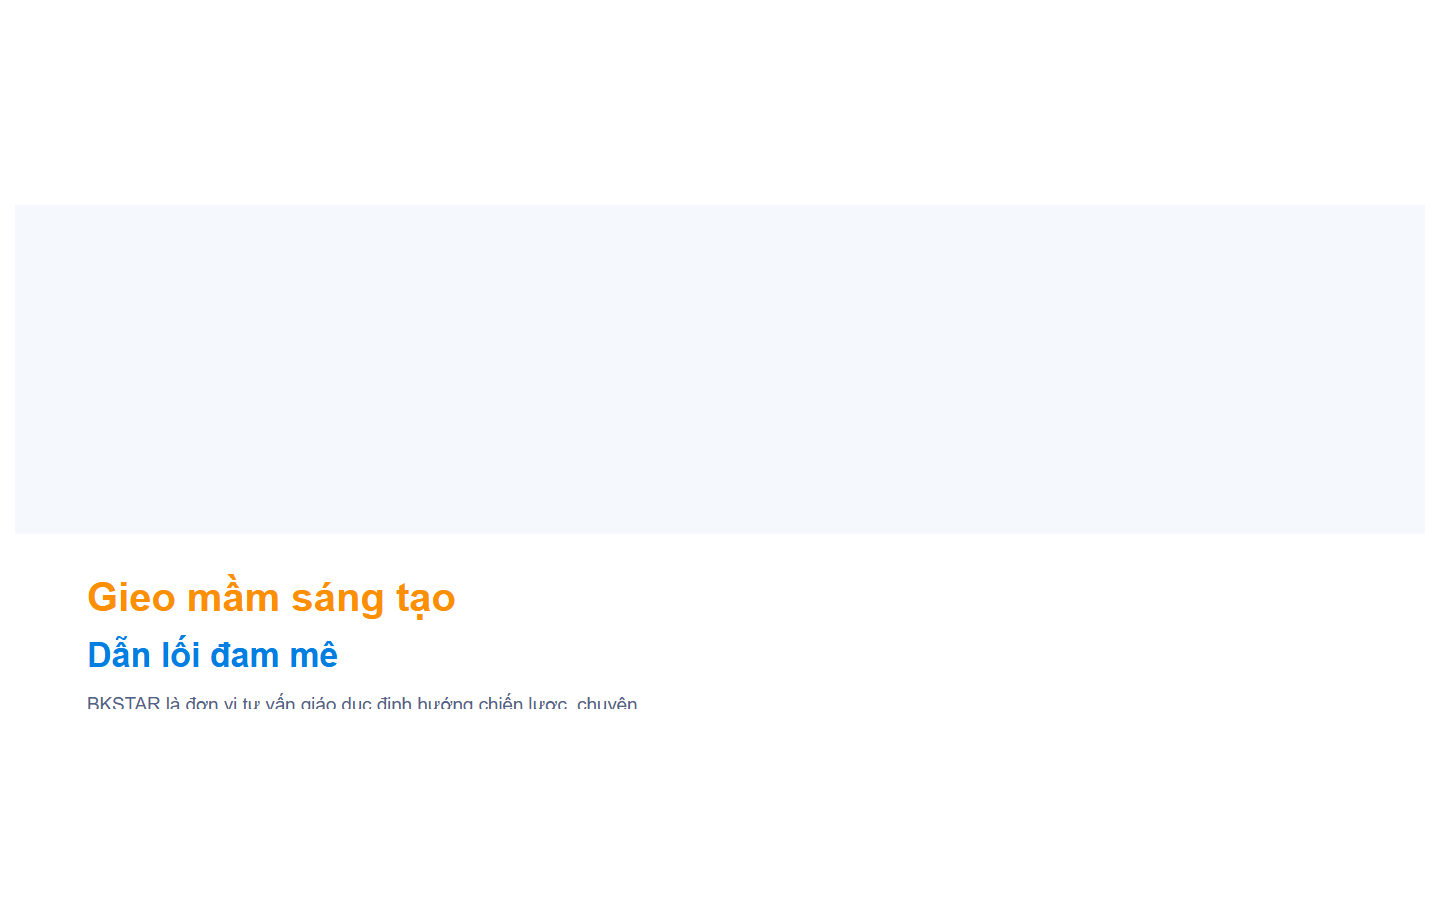 Gieo mầm sáng tạo
Dẫn lối đam mê
BKSTAR là đơn vị tư vấn giáo dục định hướng chiến lược, chuyên